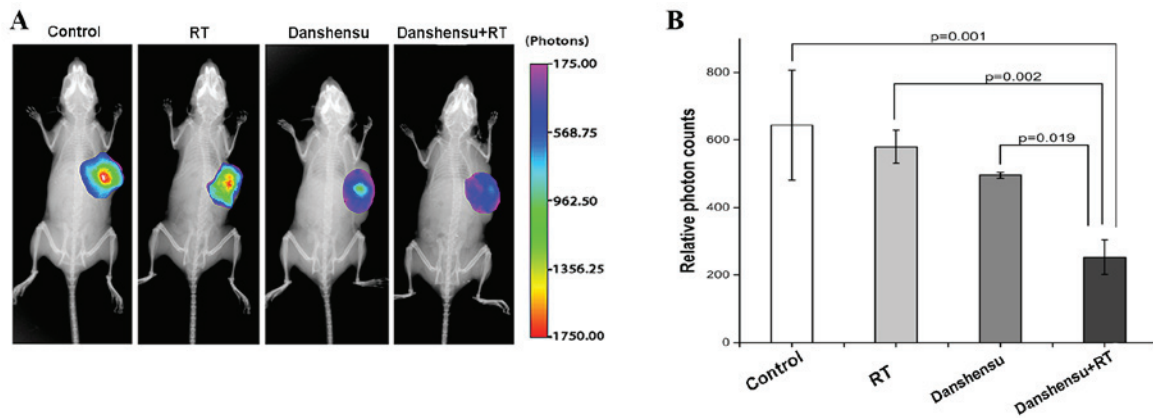 A
Control
RT
Danshensu
Danshensu+RT
(Photons)
175.00
568.75
962.50
1356.25
1750.00
B
p=0.001
p=0.002
p=0.019
Relative photon counts
800
600
400
200
0
Control
RT
Danshensu
Danshensu+RT